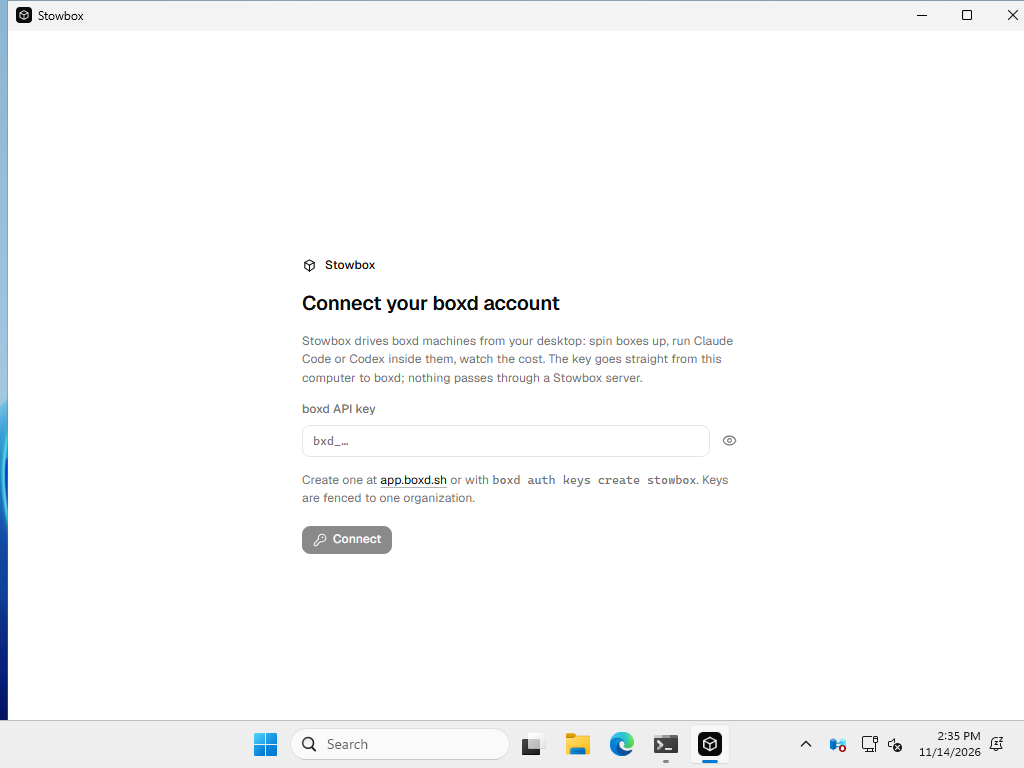 Stowbox
Stowbox
Connect your boxd account
Stowbox drives boxd machines from your desktop: spin boxes up, run Claude
Code or Codex inside them, watch the cost. The key goes straight from this
computer to boxd; nothing passes through a Stowbox server.
boxd API key
bxd_…
Create one at app.boxd.sh or with boxd auth keys create stowbox. Keys
are fenced to one organization.
Connect
Search
2:35 PM
11/14/2026